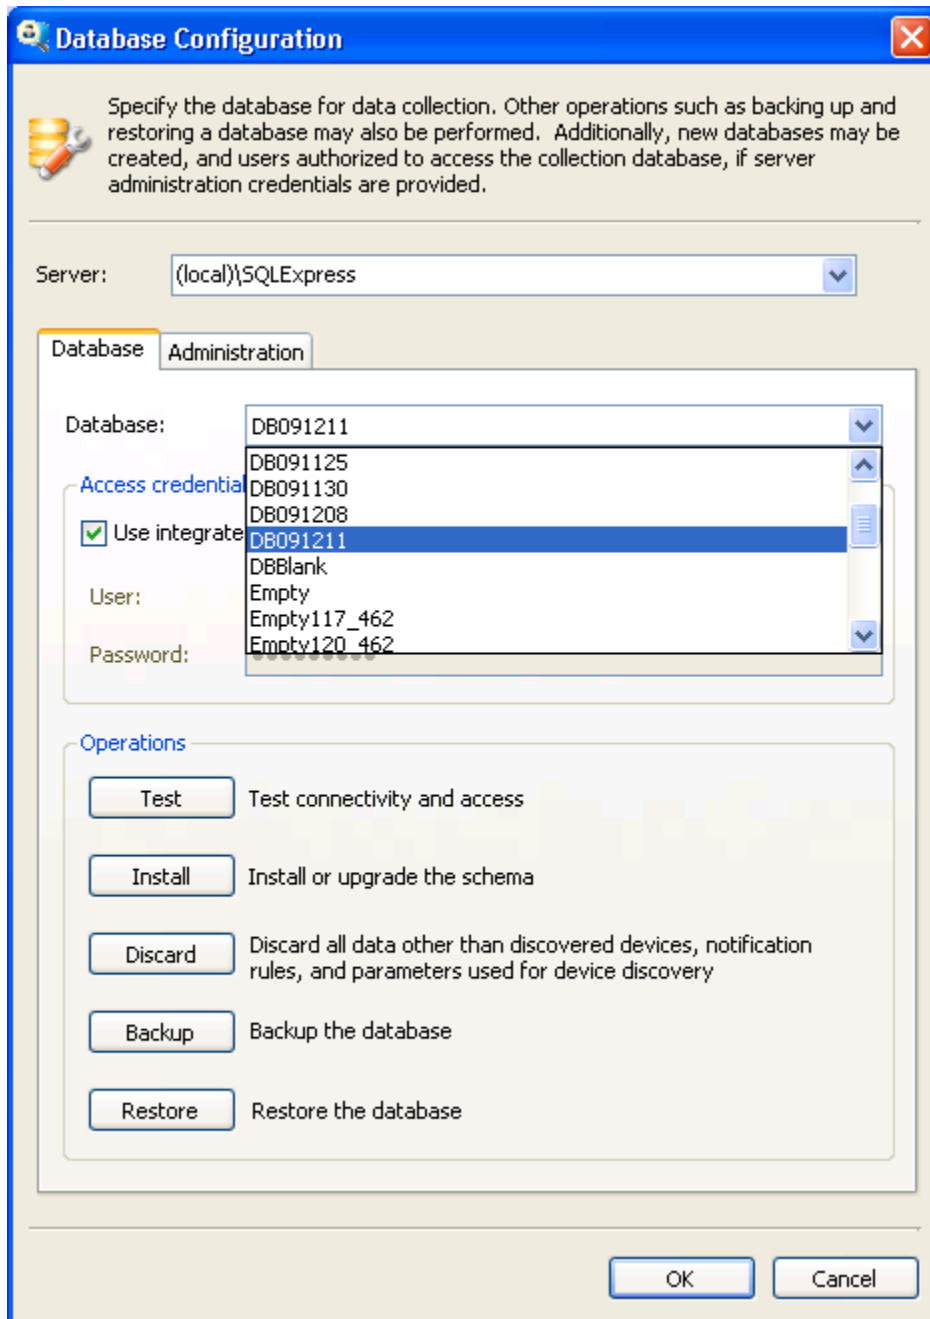 Database Configuration
Specify the database for data collection. Other operations such as backing up and
restoring a database may also be performed.  Additionally, new databases may be
created, and users authorized to access the collection database, if server
administration credentials are provided.
Server:
(local)\SQLExpress
Database
Administration
Database:
DB091211
DB091125
Access credential
DB091130
DB091208
Use integrate
DB091211
DBBlank
User:
Empty
Empty117_462
Password:
Empty120_462
Operations
Test
Test connectivity and access
Install
Install or upgrade the schema
Discard
Discard all data other than discovered devices, notification
rules, and parameters used for device discovery
Backup
Backup the database
Restore
Restore the database
OK
Cancel